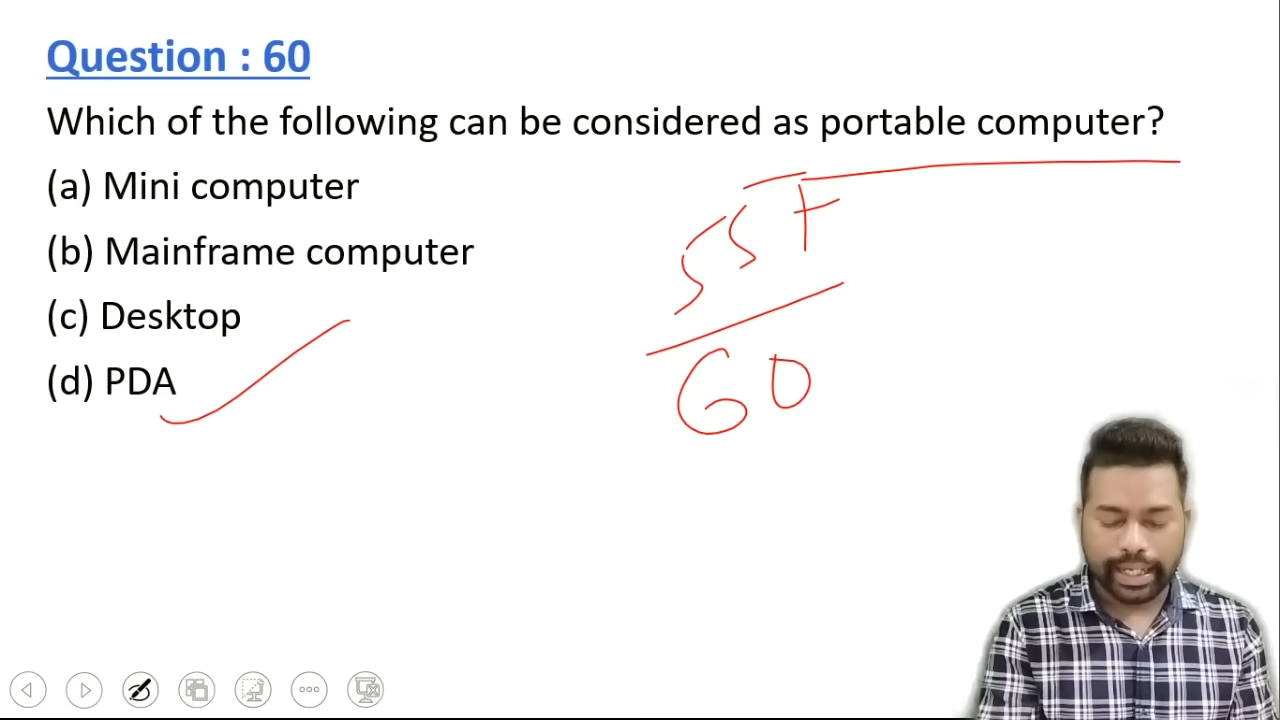 Question : 60
Which of the following can be considered as portable computer?
(a) Mini computer
(b) Mainframe computer
(c) Desktop
(d) PDA
55+
60